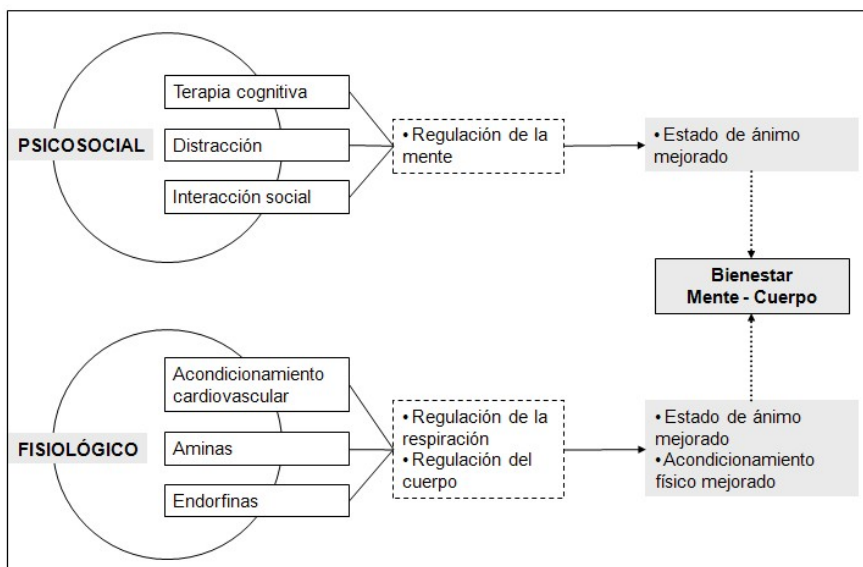 Terapia cognitiva
PSICOSOCIAL
Distracción
Interacción social
• Regulación de la
mente
• Estado de ánimo
mejorado
Bienestar
Mente - Cuerpo
Acondicionamiento
cardiovascular
FISIOLÓGICO
Aminas
Endorfinas
• Regulación de la
respiración
• Regulación del
cuerpo
• Estado de ánimo
mejorado
• Acondicionamiento
físico mejorado